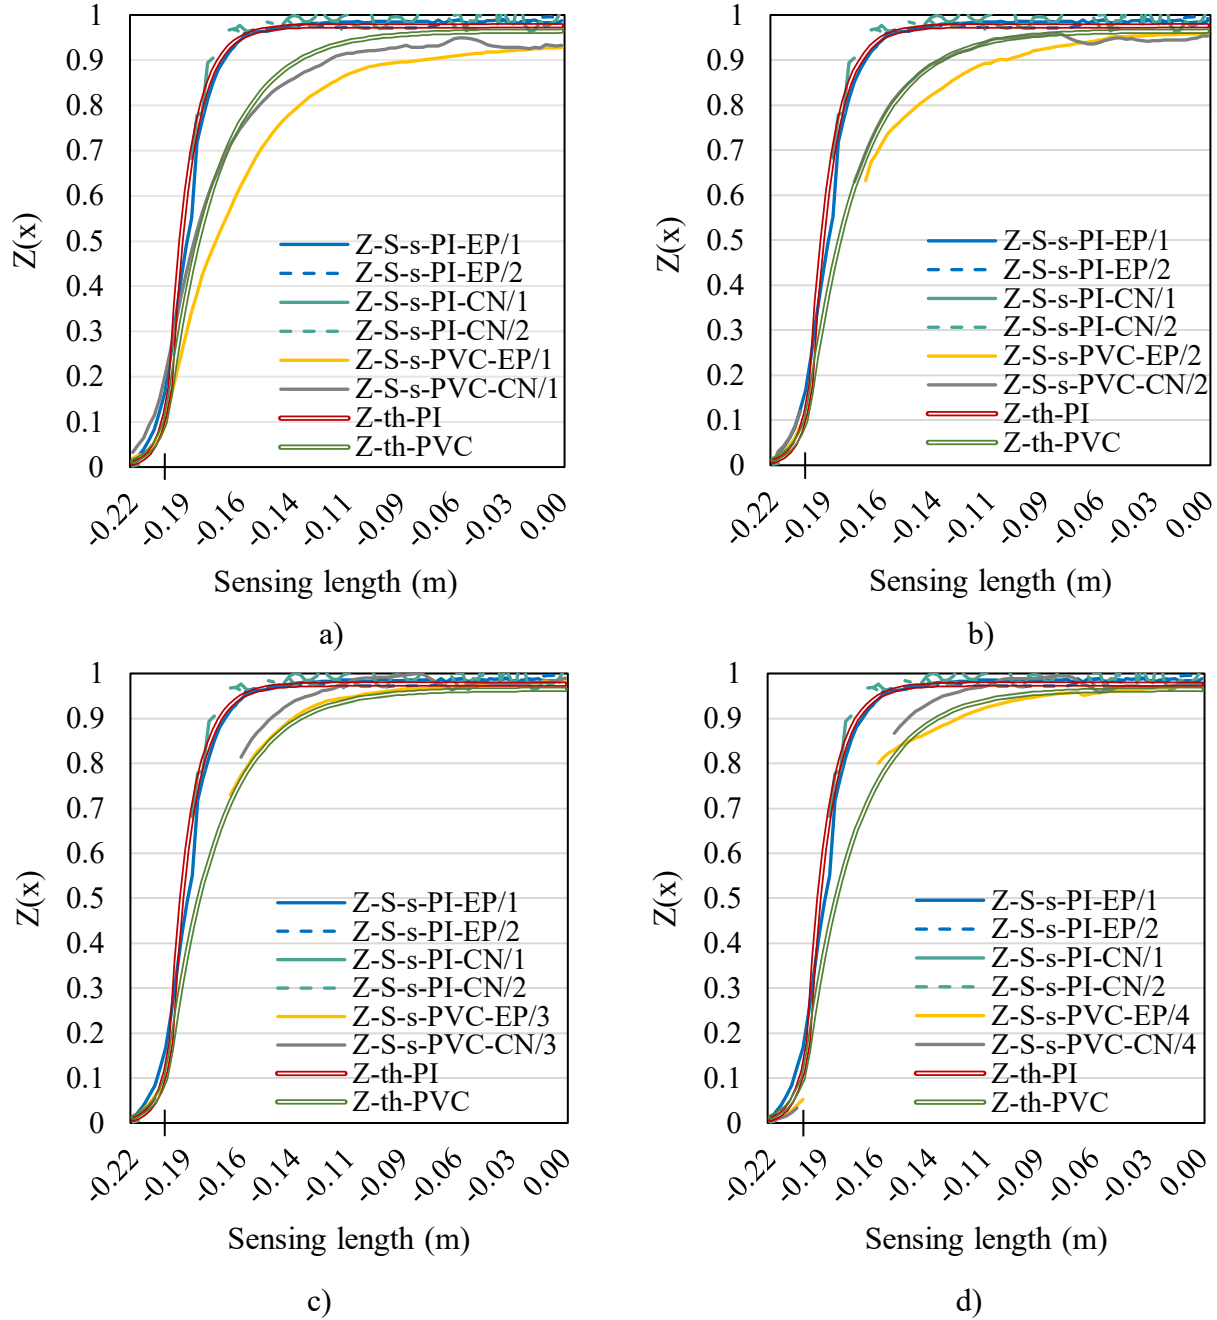 1
0.9
0.8
0.7
0.6
0.5
0.4
0.3
0.2
0.1
0
Z(x)
Z-S-s-PI-EP/1
Z-S-s-PI-EP/2
Z-S-s-PI-CN/1
Z-S-s-PI-CN/2
Z-S-s-PVC-EP/1
Z-S-s-PVC-CN/1
Z-th-PI
Z-th-PVC
-0.22
-0.19
-0.16
-0.14
-0.11
-0.09
-0.06
-0.03
0.00
Sensing length (m)
a)
1
0.9
0.8
0.7
0.6
0.5
0.4
0.3
0.2
0.1
0
Z(x)
Z-S-s-PI-EP/1
Z-S-s-PI-EP/2
Z-S-s-PI-CN/1
Z-S-s-PI-CN/2
Z-S-s-PVC-EP/2
Z-S-s-PVC-CN/2
Z-th-PI
Z-th-PVC
-0.22
-0.19
-0.16
-0.14
-0.11
-0.09
-0.06
-0.03
0.00
Sensing length (m)
b)
1
0.9
0.8
0.7
0.6
0.5
0.4
0.3
0.2
0.1
0
Z(x)
Z-S-s-PI-EP/1
Z-S-s-PI-EP/2
Z-S-s-PI-CN/1
Z-S-s-PI-CN/2
Z-S-s-PVC-EP/3
Z-S-s-PVC-CN/3
Z-th-PI
Z-th-PVC
-0.22
-0.19
-0.16
-0.14
-0.11
-0.09
-0.06
-0.03
0.00
Sensing length (m)
c)
1
0.9
0.8
0.7
0.6
0.5
0.4
0.3
0.2
0.1
0
Z(x)
Z-S-s-PI-EP/1
Z-S-s-PI-EP/2
Z-S-s-PI-CN/1
Z-S-s-PI-CN/2
Z-S-s-PVC-EP/4
Z-S-s-PVC-CN/4
Z-th-PI
Z-th-PVC
-0.22
-0.19
-0.16
-0.14
-0.11
-0.09
-0.06
-0.03
0.00
Sensing length (m)
d)